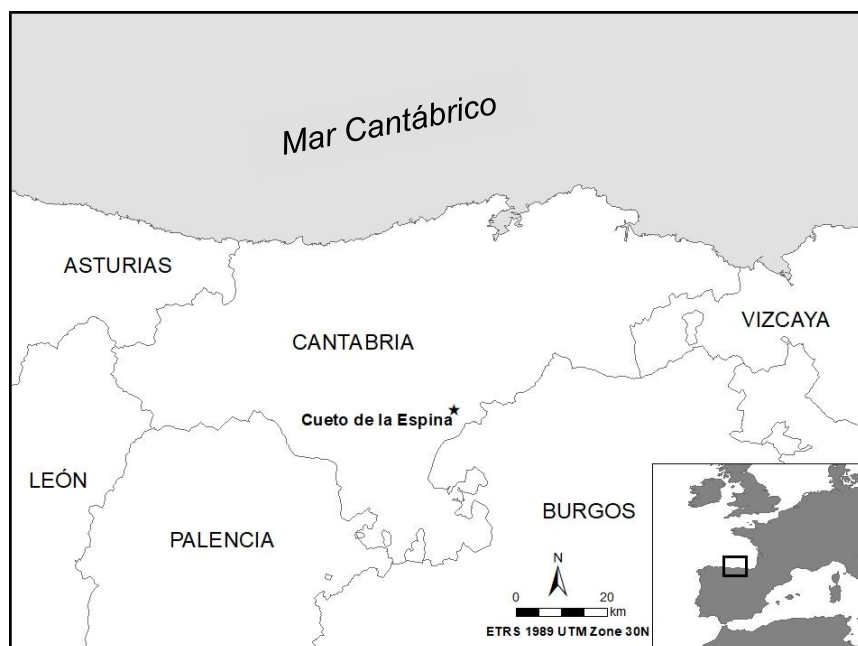 Mar Cantábrico
ASTURIAS
CANTABRIA
VIZCAYA
Cueto de la Espina
LEÓN
PALENCIA
BURGOS
N
0 20
km
ETRS 1989 UTM Zone 30N